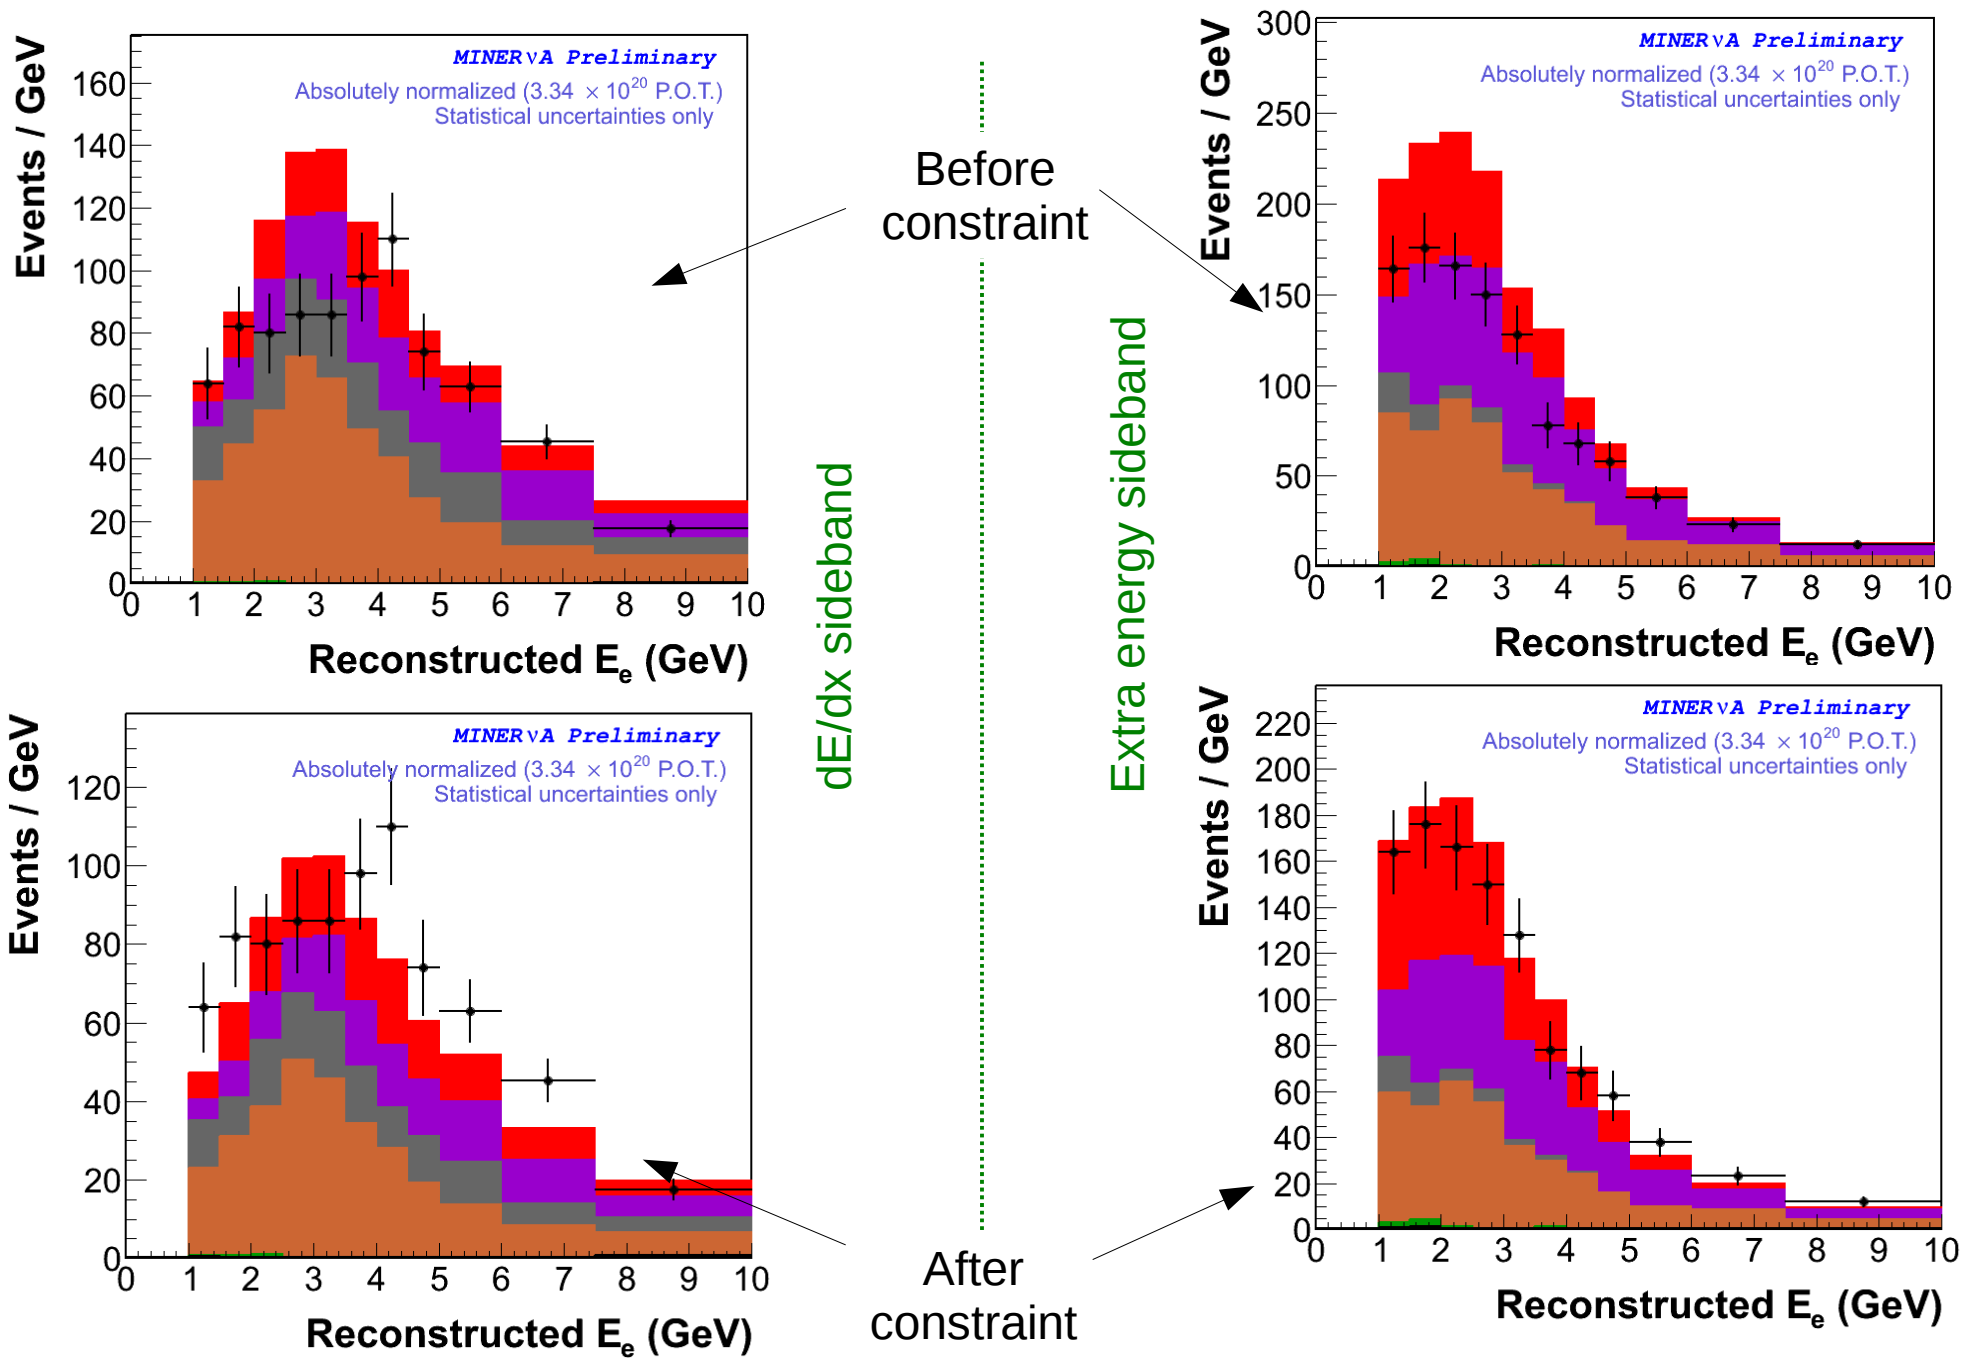 MINERνA Preliminary
Absolutely normalized (3.34 × 10²⁰ P.O.T.)
Statistical uncertainties only
Events / GeV
160
140
120
100
80
60
40
20
0
0 1 2 3 4 5 6 7 8 9 10
Reconstructed Eₑ (GeV)
Before
constraint
MINERνA Preliminary
Absolutely normalized (3.34 × 10²⁰ P.O.T.)
Statistical uncertainties only
Events / GeV
300
250
200
150
100
50
0
0 1 2 3 4 5 6 7 8 9 10
Reconstructed Eₑ (GeV)
dE/dx sideband
Extra energy sideband
MINERνA Preliminary
Absolutely normalized (3.34 × 10²⁰ P.O.T.)
Statistical uncertainties only
Events / GeV
120
100
80
60
40
20
0
0 1 2 3 4 5 6 7 8 9 10
Reconstructed Eₑ (GeV)
After
constraint
MINERνA Preliminary
Absolutely normalized (3.34 × 10²⁰ P.O.T.)
Statistical uncertainties only
Events / GeV
220
200
180
160
140
120
100
80
60
40
20
0
0 1 2 3 4 5 6 7 8 9 10
Reconstructed Eₑ (GeV)